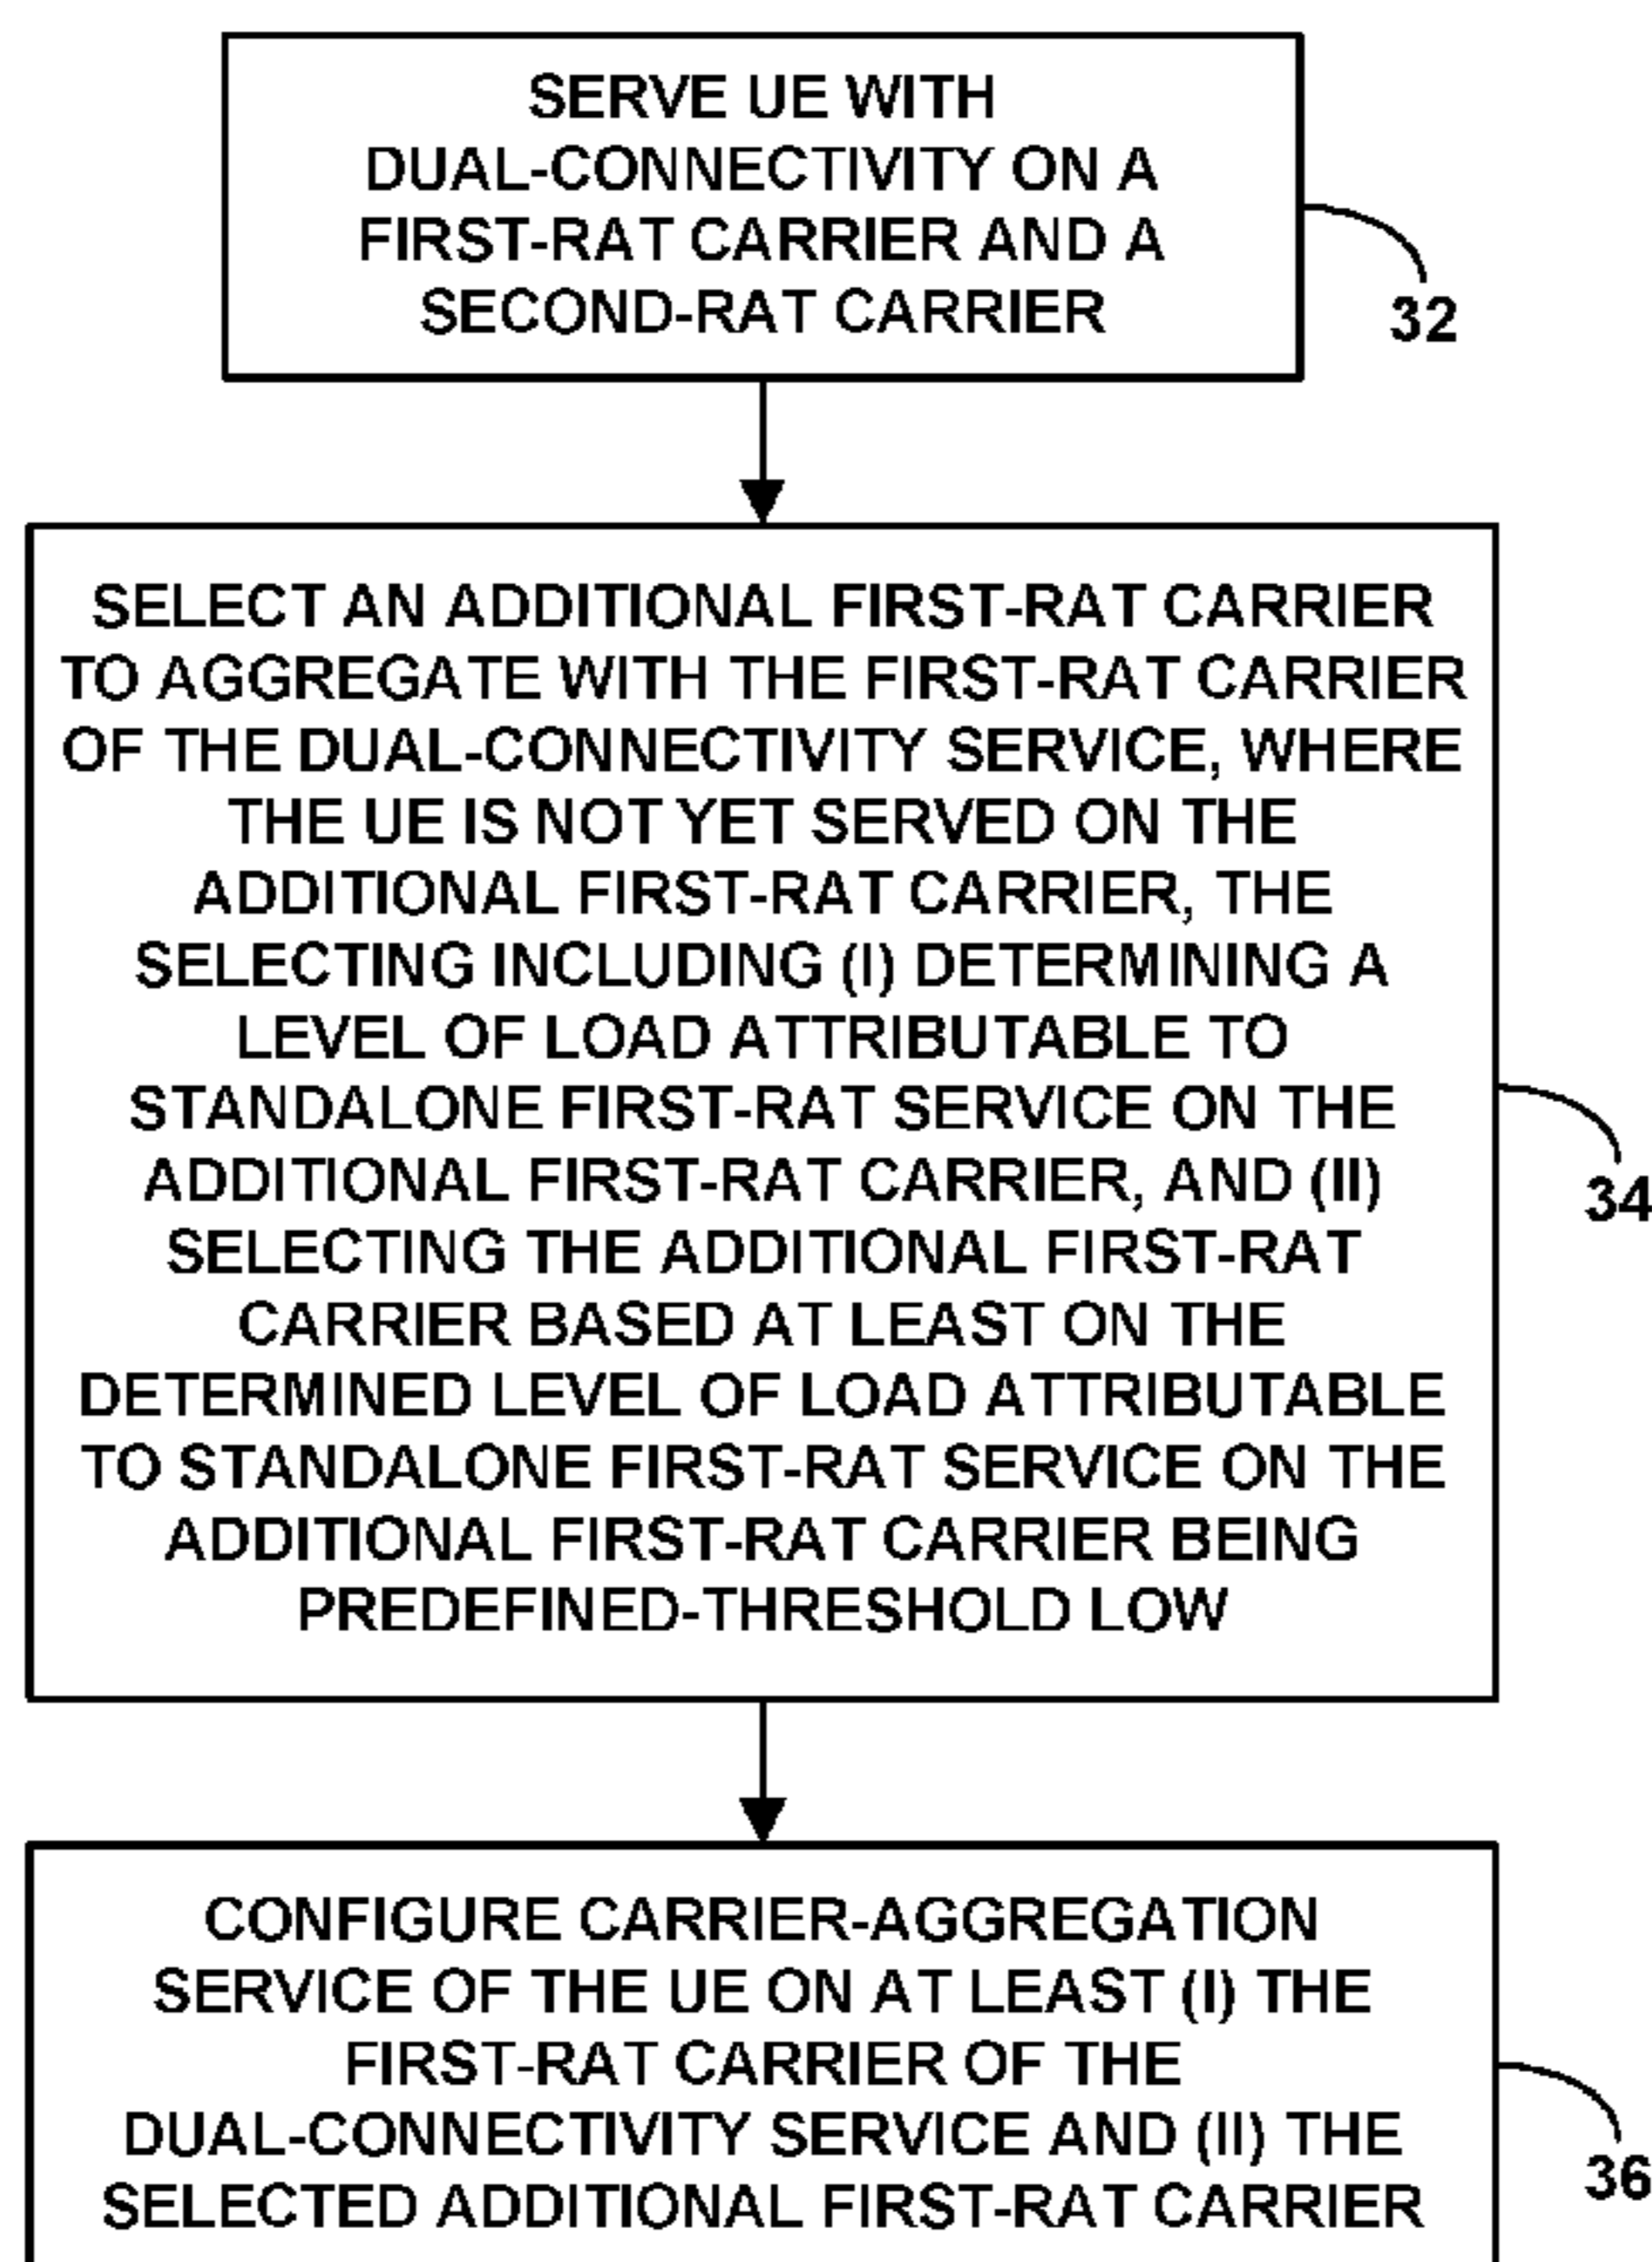 SERVE UE WITH
DUAL-CONNECTIVITY ON A
FIRST-RAT CARRIER AND A
SECOND-RAT CARRIER
32
SELECT AN ADDITIONAL FIRST-RAT CARRIER
TO AGGREGATE WITH THE FIRST-RAT CARRIER
OF THE DUAL-CONNECTIVITY SERVICE, WHERE
THE UE IS NOT YET SERVED ON THE
ADDITIONAL FIRST-RAT CARRIER, THE
SELECTING INCLUDING (I) DETERMINING A
LEVEL OF LOAD ATTRIBUTABLE TO
STANDALONE FIRST-RAT SERVICE ON THE
ADDITIONAL FIRST-RAT CARRIER, AND (II)
SELECTING THE ADDITIONAL FIRST-RAT
CARRIER BASED AT LEAST ON THE
DETERMINED LEVEL OF LOAD ATTRIBUTABLE
TO STANDALONE FIRST-RAT SERVICE ON THE
ADDITIONAL FIRST-RAT CARRIER BEING
PREDEFINED-THRESHOLD LOW
34
CONFIGURE CARRIER-AGGREGATION
SERVICE OF THE UE ON AT LEAST (I) THE
FIRST-RAT CARRIER OF THE
DUAL-CONNECTIVITY SERVICE AND (II) THE
SELECTED ADDITIONAL FIRST-RAT CARRIER
36